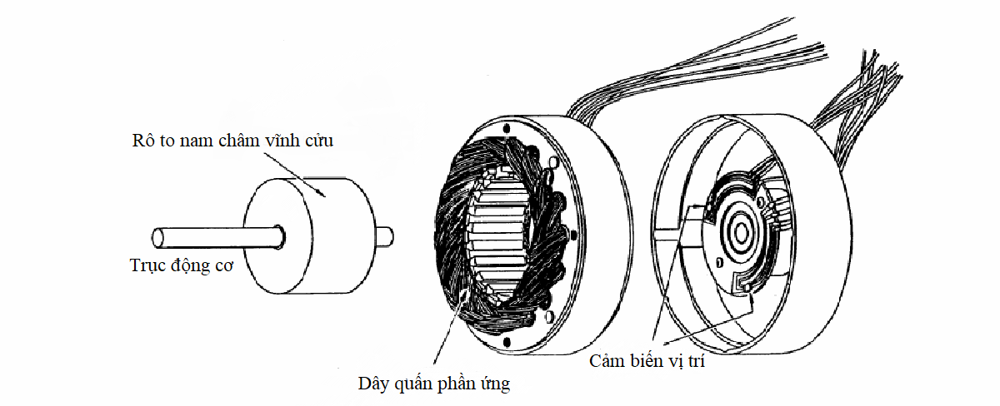 Rô to nam châm vĩnh cửu
Trục động cơ
Dây quấn phần ứng
Cảm biến vị trí